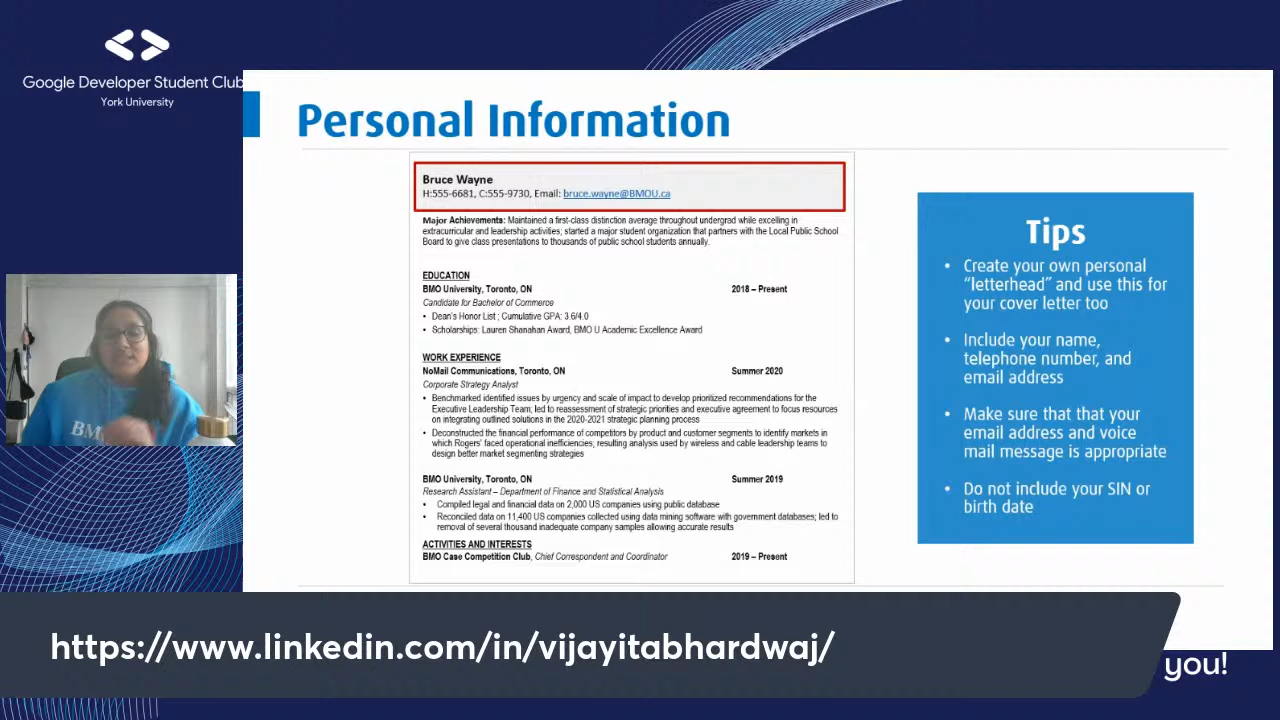 Google Developer Student Club
York University
Personal Information
Bruce Wayne
H:555-6681, C:555-9730, Email: bruce.wayne@BMOU.ca
Major Achievements: Maintained a first-class distinction average throughout undergrad while excelling in
extracurricular and leadership activities; started a major student organization that partners with the Local Public School
Board to give class presentations to thousands of public school students annually.
EDUCATION
BMO University, Toronto, ON 2018 – Present
Candidate for Bachelor of Commerce
• Dean's Honor List ; Cumulative GPA: 3.6/4.0
• Scholarships: Lauren Shanahan Award, BMO U Academic Excellence Award
WORK EXPERIENCE
NoMail Communications, Toronto, ON Summer 2020
Corporate Strategy Analyst
• Benchmarked identified issues by urgency and scale of impact to develop prioritized recommendations for the
Executive Leadership Team; led to reassessment of strategic priorities and executive agreement to focus resources
on integrating outlined solutions in the 2020-2021 strategic planning process
• Deconstructed the financial performance of competitors by product and customer segments to identify markets in
which Rogers' faced operational inefficiencies; resulting analysis used by wireless and cable leadership teams to
design better market segmenting strategies
BMO University, Toronto, ON Summer 2019
Research Assistant – Department of Finance and Statistical Analysis
• Compiled legal and financial data on 2,000 US companies using public database
• Reconciled data on 11,400 US companies collected using data mining software with government databases; led to
removal of several thousand inadequate company samples allowing accurate results
ACTIVITIES AND INTERESTS
BMO Case Competition Club, Chief Correspondent and Coordinator 2019 – Present
Tips
• Create your own personal
"letterhead" and use this for
your cover letter too
• Include your name,
telephone number, and
email address
• Make sure that that your
email address and voice
mail message is appropriate
• Do not include your SIN or
birth date
BM
https://www.linkedin.com/in/vijayitabhardwaj/
you!